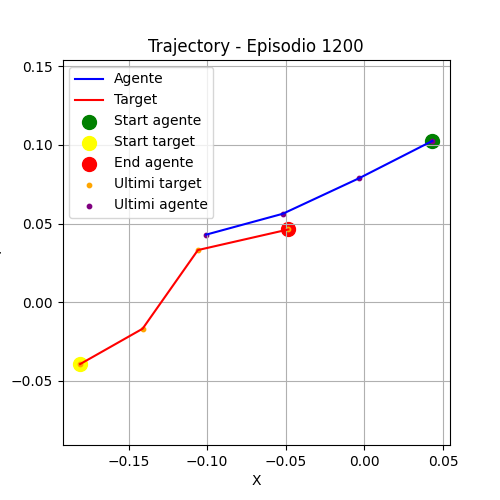 Trajectory - Episodio 1200
0.15
0.10
0.05
0.00
−0.05
Agente
Target
Start agente
Start target
End agente
Ultimi target
Ultimi agente
−0.15
−0.10
−0.05
0.00
0.05
X